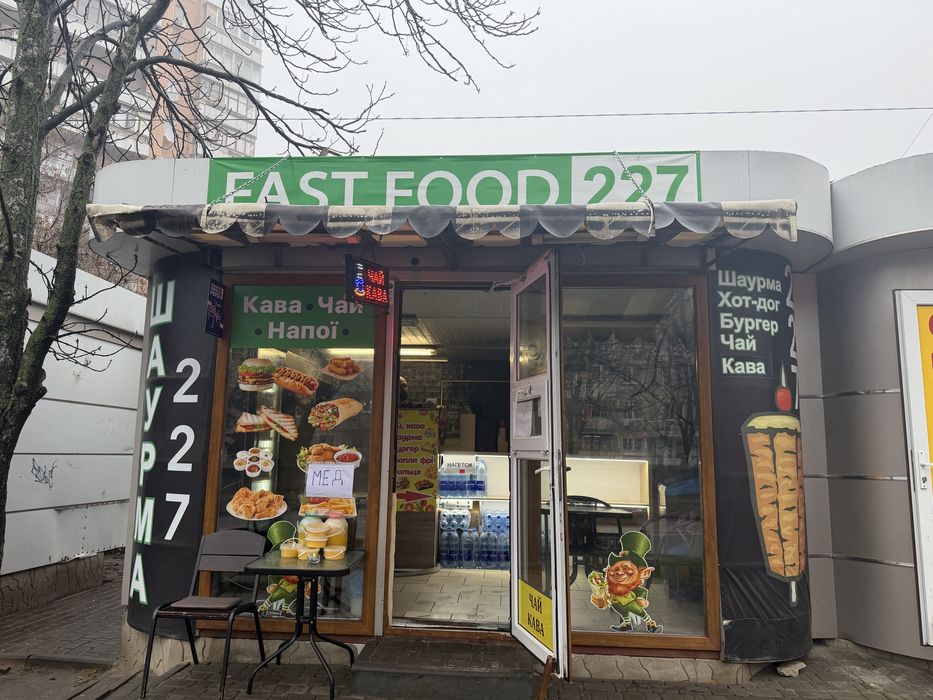 FAST FOOD 227
ЧАЙ
КАВА
Кава • Чай
• Напої •
ШАУРМА
227
МЕД
НАГЕТСИ
ЧАЙ
КАВА
Шаурма
Хот-дог
Бургер
Чай
Кава